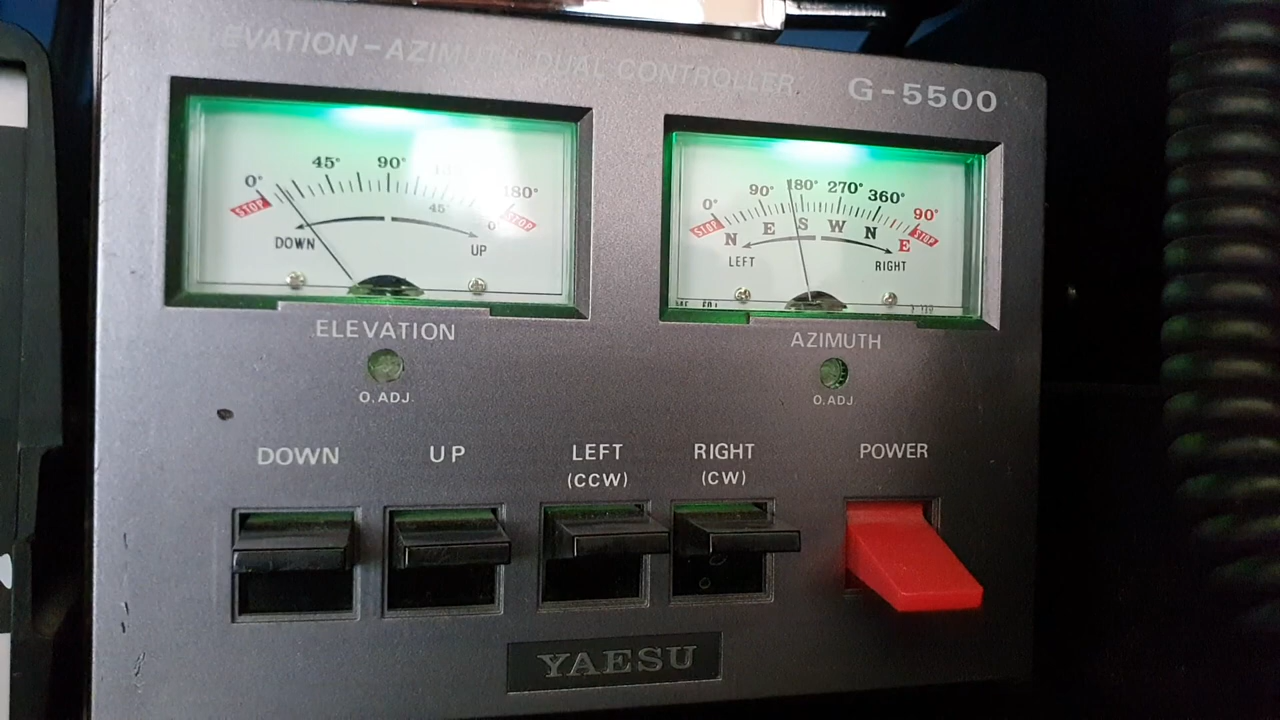 ELEVATION-AZIMUTH DUAL CONTROLLER
G-5500
0° 45° 90° 180°
STOP 45° 0° STOP
DOWN UP
0° 90° 180° 270° 360° 90°
STOP N E S W N E STOP
LEFT RIGHT
ELEVATION
O.ADJ.
AZIMUTH
O.ADJ.
DOWN
UP
LEFT
(CCW)
RIGHT
(CW)
POWER
YAESU